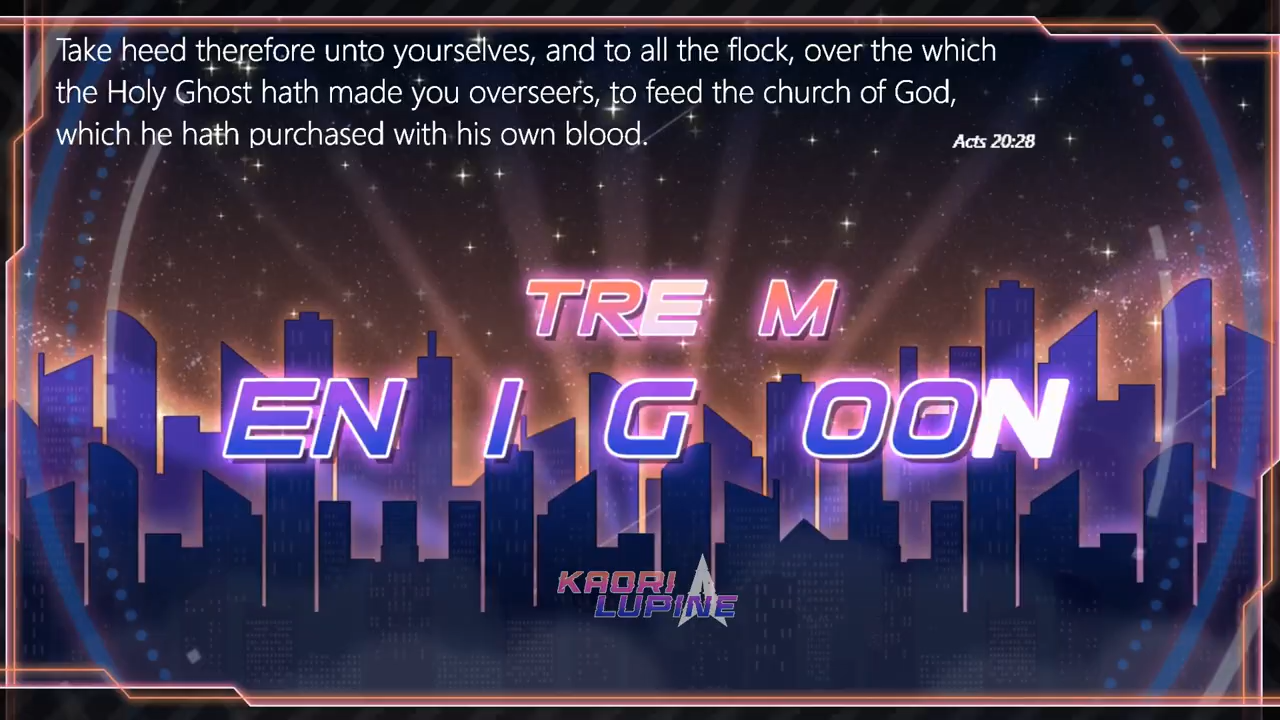 Take heed therefore unto yourselves, and to all the flock, over the which
the Holy Ghost hath made you overseers, to feed the church of God,
which he hath purchased with his own blood.
Acts 20:28
TRE M
EN I G OON
KAORI
LUPINE